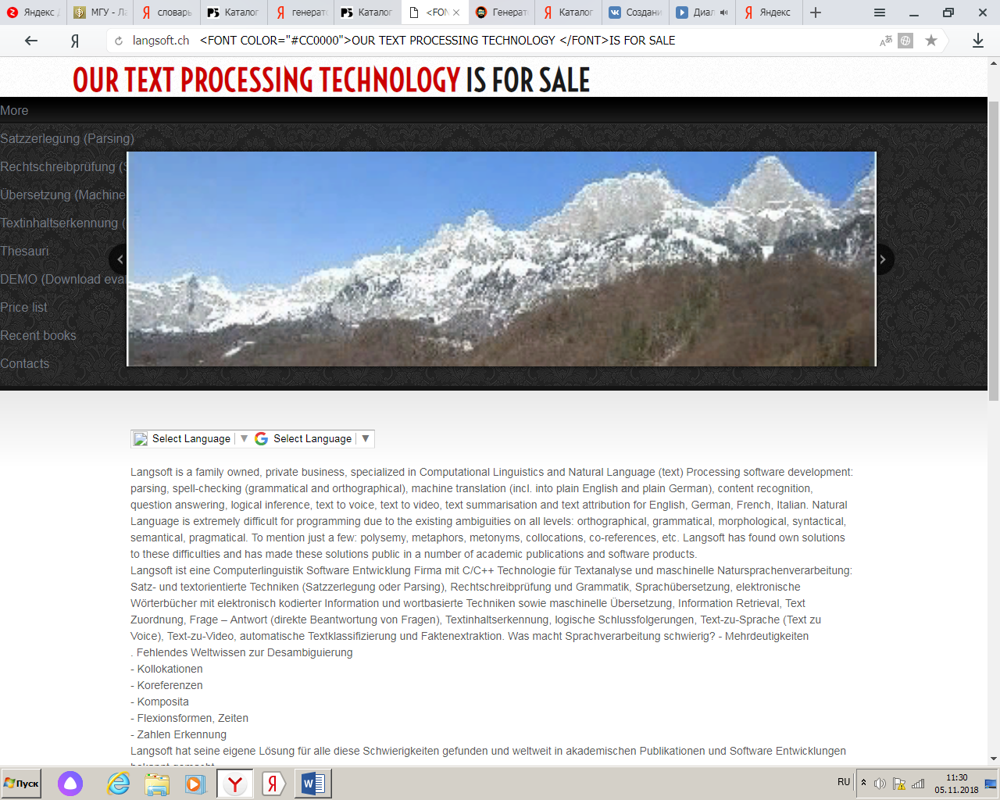 Яндекс Д
МГУ - Ла
словарь
Каталог
генерато
Каталог
<FON
Генерат
Каталог
Создани
Диал
Яндекс
langsoft.ch <FONT COLOR="#CC0000">OUR TEXT PROCESSING TECHNOLOGY </FONT>IS FOR SALE
OUR TEXT PROCESSING TECHNOLOGY IS FOR SALE
More
Satzzerlegung (Parsing)
Rechtschreibprüfung (S
Übersetzung (Machine
Textinhaltserkennung (
Thesauri
DEMO (Download eva
Price list
Recent books
Contacts
Select Language ▼ Select Language ▼
Langsoft is a family owned, private business, specialized in Computational Linguistics and Natural Language (text) Processing software development:
parsing, spell-checking (grammatical and orthographical), machine translation (incl. into plain English and plain German), content recognition,
question answering, logical inference, text to voice, text to video, text summarisation and text attribution for English, German, French, Italian. Natural
Language is extremely difficult for programming due to the existing ambiguities on all levels: orthographical, grammatical, morphological, syntactical,
semantical, pragmatical. To mention just a few: polysemy, metaphors, metonyms, collocations, co-references, etc. Langsoft has found own solutions
to these difficulties and has made these solutions public in a number of academic publications and software products.
Langsoft ist eine Computerlinguistik Software Entwicklung Firma mit C/C++ Technologie für Textanalyse und maschinelle Natursprachenverarbeitung:
Satz- und textorientierte Techniken (Satzzerlegung oder Parsing), Rechtschreibprüfung und Grammatik, Sprachübersetzung, elektronische
Wörterbücher mit elektronisch kodierter Information und wortbasierte Techniken sowie maschinelle Übersetzung, Information Retrieval, Text
Zuordnung, Frage – Antwort (direkte Beantwortung von Fragen), Textinhaltserkennung, logische Schlussfolgerungen, Text-zu-Sprache (Text zu
Voice), Text-zu-Video, automatische Textklassifizierung und Faktenextraktion. Was macht Sprachverarbeitung schwierig? - Mehrdeutigkeiten
. Fehlendes Weltwissen zur Desambiguierung
- Kollokationen
- Koreferenzen
- Komposita
- Flexionsformen, Zeiten
- Zahlen Erkennung
Langsoft hat seine eigene Lösung für alle diese Schwierigkeiten gefunden und weltweit in akademischen Publikationen und Software Entwicklungen
Пуск
RU
11:30
05.11.2018